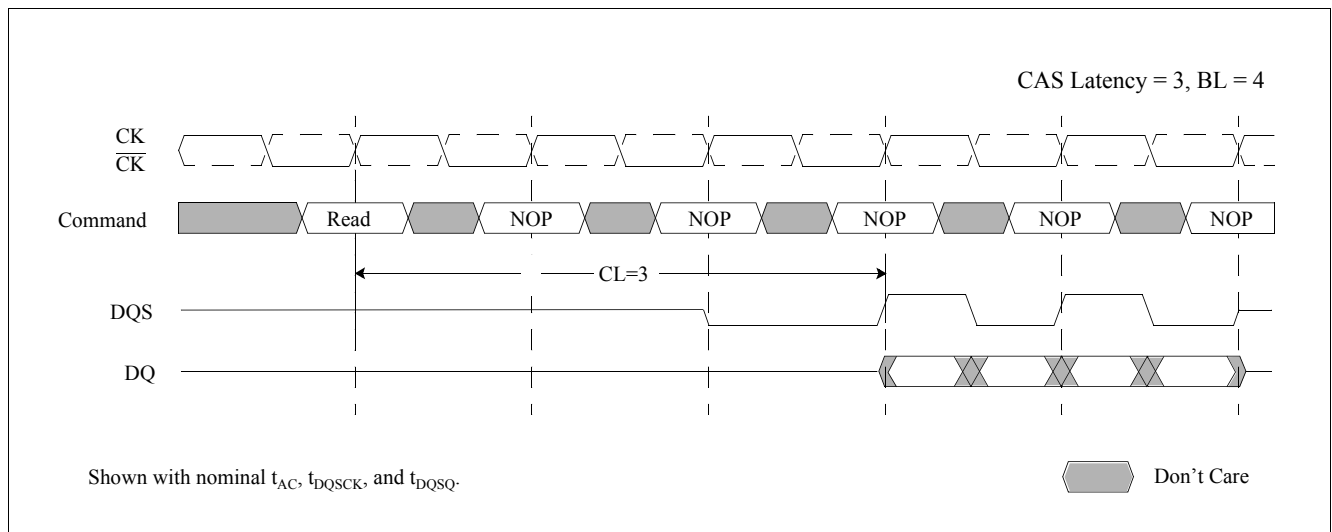 CAS Latency = 3, BL = 4
CK
CK
Command
Read NOP NOP NOP NOP NOP
CL=3
DQS
DQ
Shown with nominal tAC, tDQSCK, and tDQSQ.
Don't Care